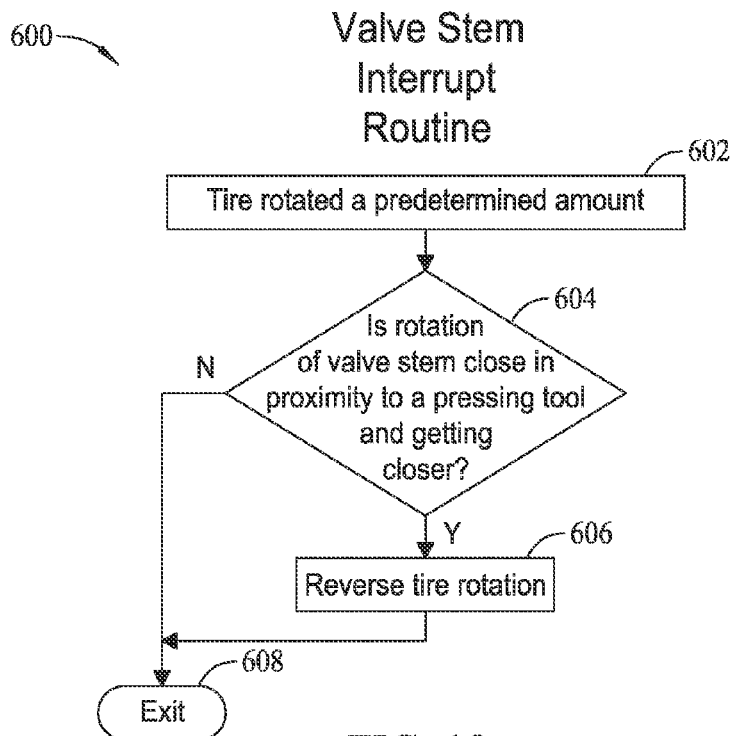 600
Valve Stem
Interrupt
Routine
602
Tire rotated a predetermined amount
604
Is rotation
of valve stem close in
proximity to a pressing tool
and getting
closer?
N
Y
606
Reverse tire rotation
608
Exit